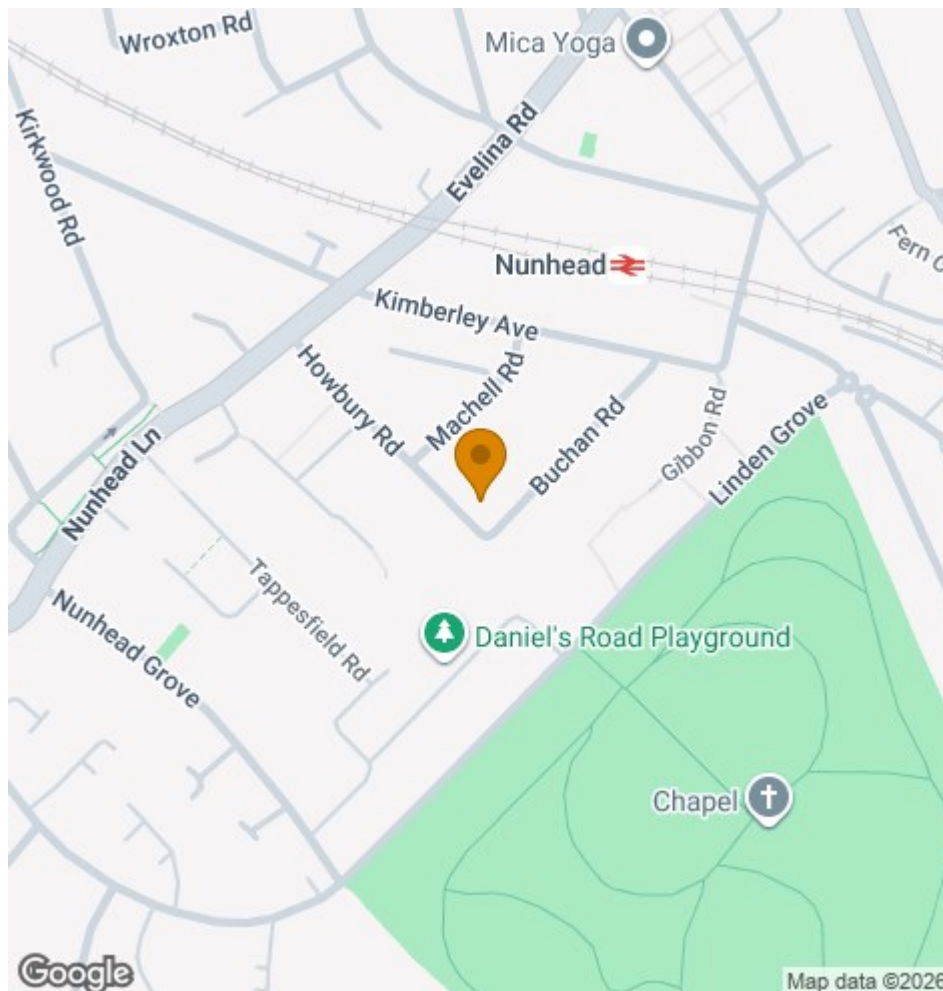 Wroxton Rd
Mica Yoga
Evelina Rd
Kirkwood Rd
Fern
Nunhead
Kimberley Ave
Howbury Rd
Machell Rd
Buchan Rd
Gibbon Rd
Linden Grove
Nunhead Ln
Tappesfield Rd
Nunhead Grove
Daniel's Road Playground
Chapel
Google
Map data ©2026